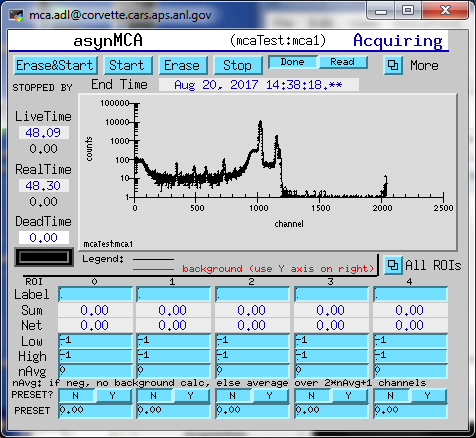 mca.adl@corvette.cars.aps.anl.gov
asynMCA (mcaTest:mca1) Acquiring
Erase&Start Start Erase Stop Done Read More
STOPPED BY End Time Aug 20, 2017 14:38:18.**
LiveTime
48.09
0.00
RealTime
48.30
0.00
DeadTime
0.00
counts
100000
10000
1000
100
10
1
0 500 1000 1500 2000 2500
channel
mcaTest:mca1
Legend:
background (use Y axis on right)
All ROIs
ROI 0 1 2 3 4
Label . . . . .
Sum 0.00 0.00 0.00 0.00 0.00
Net 0.00 0.00 0.00 0.00 0.00
Low -1 -1 -1 -1 -1
High -1 -1 -1 -1 -1
nAvg 0 0 0 0 0
nAvg: if neg, no background calc, else average over 2*nAvg+1 channels
PRESET? N Y N Y N Y N Y N Y
PRESET 0.00 0.00 0.00 0.00 0.00